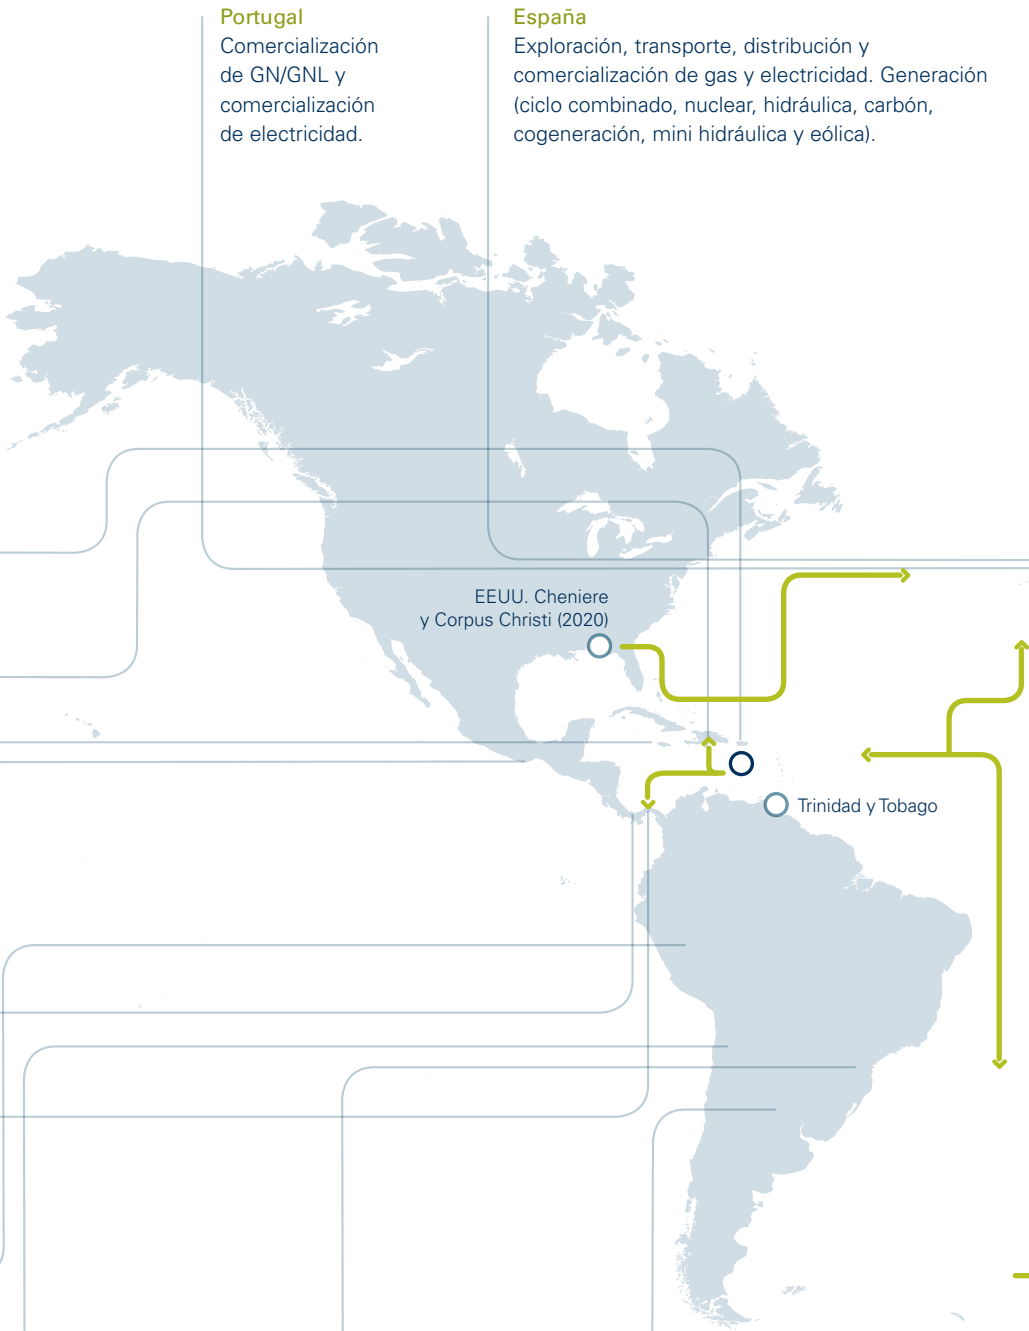 Portugal
Comercialización
de GN/GNL y
comercialización
de electricidad.
España
Exploración, transporte, distribución y
comercialización de gas y electricidad. Generación
(ciclo combinado, nuclear, hidráulica, carbón,
cogeneración, mini hidráulica y eólica).
EEUU. Cheniere
y Corpus Christi (2020)
Trinidad y Tobago